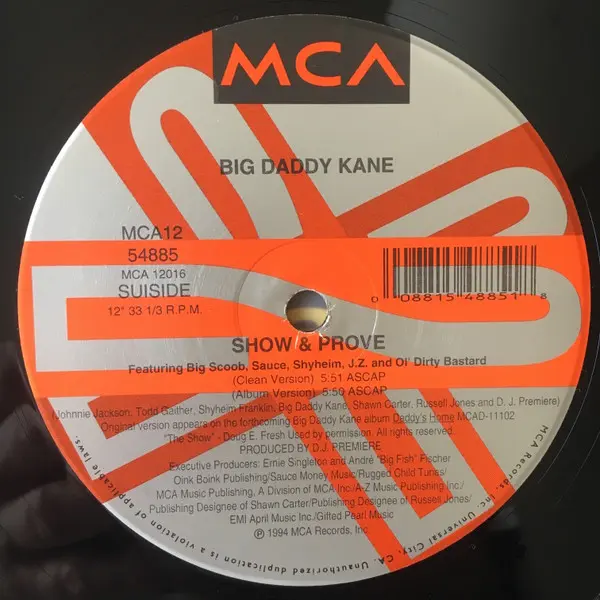 MCA
BIG DADDY KANE
MCA12
54885
MCA 12016
SUISIDE
12" 33 1/3 R.P.M.
0 08815 48851 8
SHOW & PROVE
Featuring Big Scoob, Sauce, Shyheim, J.Z. and Ol' Dirty Bastard
(Clean Version) 5:51 ASCAP
(Album Version) 5:50 ASCAP
(Johnnie Jackson, Todd Gaither, Shyheim Franklin, Big Daddy Kane, Shawn Carter, Russell Jones and D. J. Premiere)
Original version appears on the forthcoming Big Daddy Kane album Daddy's Home MCAD-11102
"The Show" - Doug E. Fresh Used by permission. All rights reserved.
PRODUCED BY D.J. PREMIERE
Executive Producers: Ernie Singleton and André "Big Fish" Fischer
Oink Boink Publishing/Sauce Money Music/Rugged Child Tunes/
MCA Music Publishing, A Division of MCA Inc./A-Z Music Publishing Inc./
Publishing Designee of Shawn Carter/Publishing Designee of Russell Jones/
EMI April Music Inc./Gifted Pearl Music
℗ 1994 MCA Records, Inc.
MCA Records, Inc. Universal City, CA. Unauthorized duplication is a violation of applicable laws.